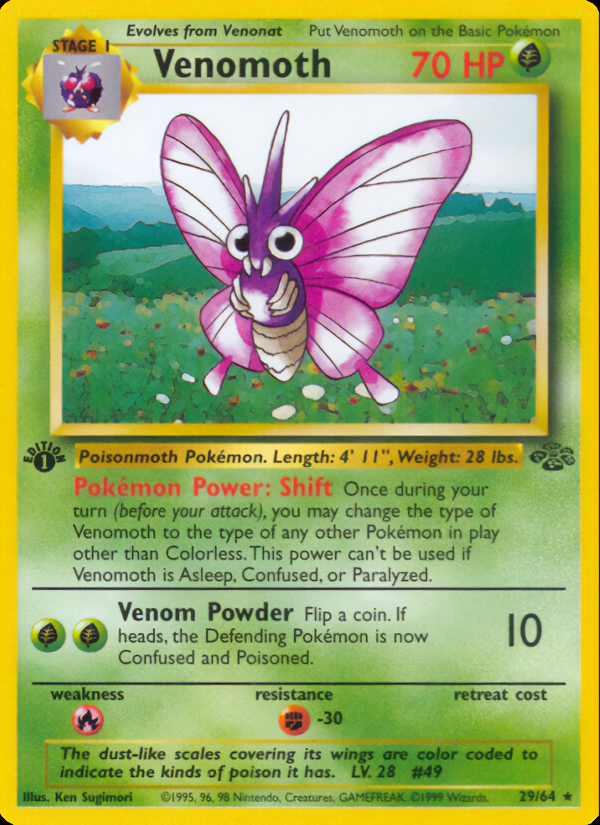 Evolves from Venonat Put Venomoth on the Basic Pokémon
STAGE 1
Venomoth 70 HP
EDITION
1
Poisonmoth Pokémon. Length: 4' 11", Weight: 28 lbs.
Pokémon Power: Shift Once during your
turn (before your attack), you may change the type of
Venomoth to the type of any other Pokémon in play
other than Colorless. This power can't be used if
Venomoth is Asleep, Confused, or Paralyzed.
Venom Powder Flip a coin. If
heads, the Defending Pokémon is now
Confused and Poisoned.
10
weakness resistance retreat cost
-30
The dust-like scales covering its wings are color coded to
indicate the kinds of poison it has. LV. 28 #49
Illus. Ken Sugimori ©1995, 96, 98 Nintendo, Creatures, GAMEFREAK. ©1999 Wizards. 29/64 ★